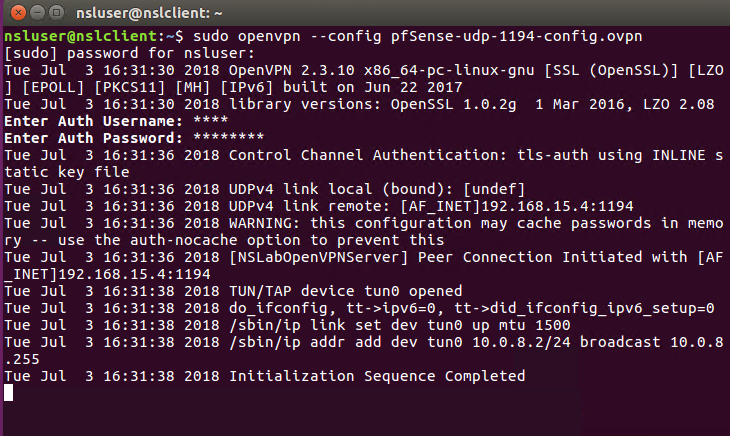 nsluser@nslclient: ~
nsluser@nslclient:~$ sudo openvpn --config pfSense-udp-1194-config.ovpn
[sudo] password for nsluser:
Tue Jul  3 16:31:30 2018 OpenVPN 2.3.10 x86_64-pc-linux-gnu [SSL (OpenSSL)] [LZO
] [EPOLL] [PKCS11] [MH] [IPv6] built on Jun 22 2017
Tue Jul  3 16:31:30 2018 library versions: OpenSSL 1.0.2g  1 Mar 2016, LZO 2.08
Enter Auth Username: ****
Enter Auth Password: ********
Tue Jul  3 16:31:36 2018 Control Channel Authentication: tls-auth using INLINE s
tatic key file
Tue Jul  3 16:31:36 2018 UDPv4 link local (bound): [undef]
Tue Jul  3 16:31:36 2018 UDPv4 link remote: [AF_INET]192.168.15.4:1194
Tue Jul  3 16:31:36 2018 WARNING: this configuration may cache passwords in memo
ry -- use the auth-nocache option to prevent this
Tue Jul  3 16:31:36 2018 [NSLabOpenVPNServer] Peer Connection Initiated with [AF
_INET]192.168.15.4:1194
Tue Jul  3 16:31:38 2018 TUN/TAP device tun0 opened
Tue Jul  3 16:31:38 2018 do_ifconfig, tt->ipv6=0, tt->did_ifconfig_ipv6_setup=0
Tue Jul  3 16:31:38 2018 /sbin/ip link set dev tun0 up mtu 1500
Tue Jul  3 16:31:38 2018 /sbin/ip addr add dev tun0 10.0.8.2/24 broadcast 10.0.8
.255
Tue Jul  3 16:31:38 2018 Initialization Sequence Completed